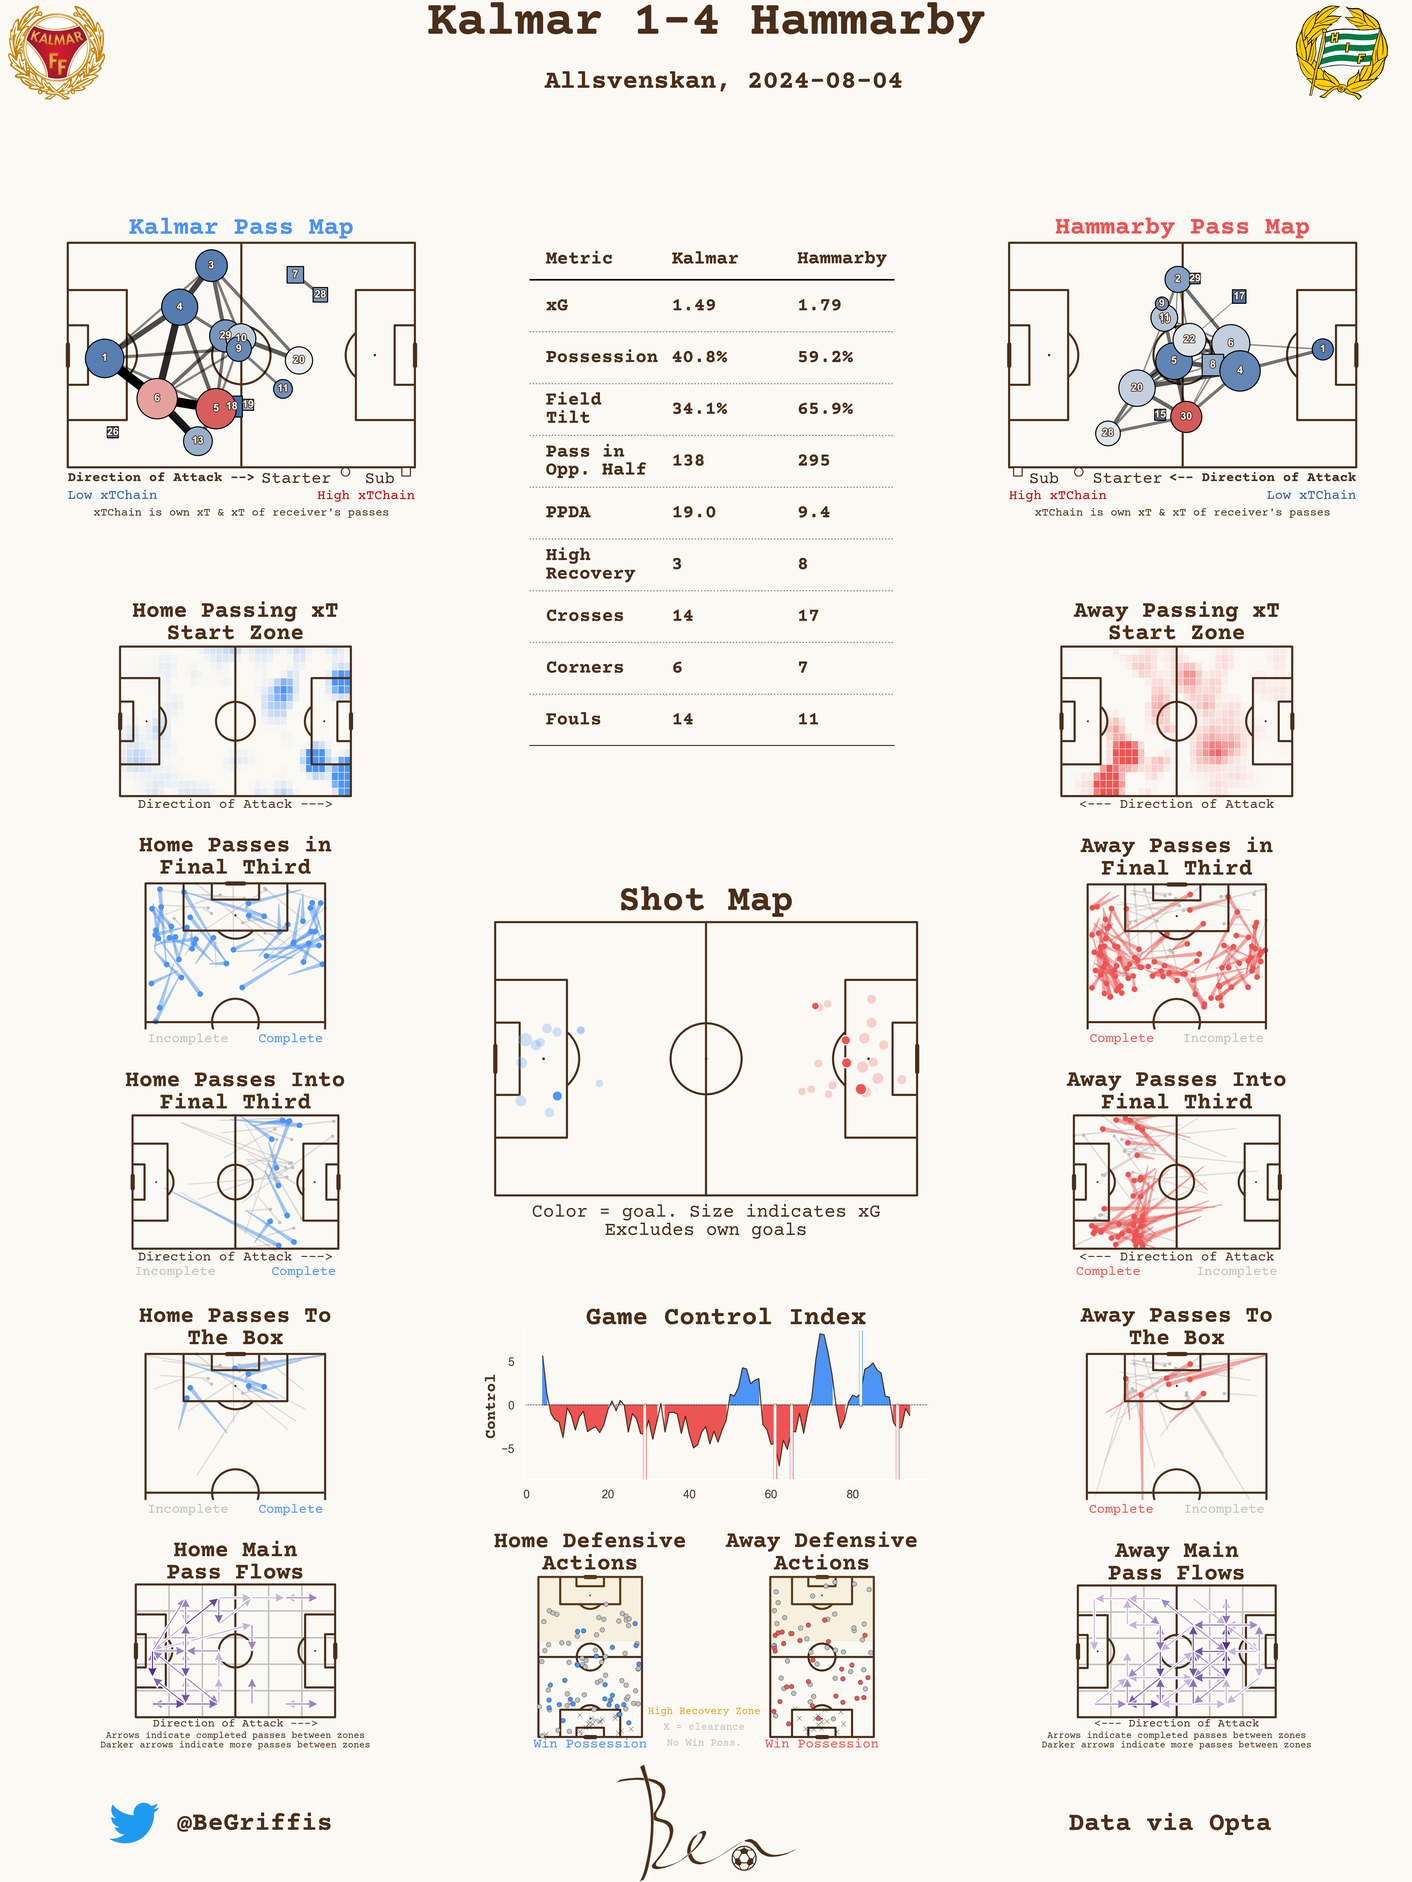 Kalmar 1-4 Hammarby
Allsvenskan, 2024-08-04
KALMAR
FF
H
I
F
Kalmar Pass Map
3
7
28
4
29
10
9
1
20
11
6
5
18
19
26
13
Direction of Attack --> Starter Sub
Low xTChain High xTChain
xTChain is own xT & xT of receiver's passes
Metric Kalmar Hammarby
xG 1.49 1.79
Possession 40.8% 59.2%
Field
Tilt 34.1% 65.9%
Pass in
Opp. Half 138 295
PPDA 19.0 9.4
High
Recovery 3 8
Crosses 14 17
Corners 6 7
Fouls 14 11
Hammarby Pass Map
2
29
17
9
11
22
6
1
5
8
4
20
15
30
28
Sub Starter <-- Direction of Attack
High xTChain Low xTChain
xTChain is own xT & xT of receiver's passes
Home Passing xT
Start Zone
Direction of Attack --->
Away Passing xT
Start Zone
<--- Direction of Attack
Home Passes in
Final Third
Incomplete Complete
Away Passes in
Final Third
Complete Incomplete
Shot Map
Color = goal. Size indicates xG
Excludes own goals
Home Passes Into
Final Third
Direction of Attack --->
Incomplete Complete
Away Passes Into
Final Third
<--- Direction of Attack
Complete Incomplete
Home Passes To
The Box
Incomplete Complete
Game Control Index
Control
5
0
−5
0 20 40 60 80
Away Passes To
The Box
Complete Incomplete
Home Main
Pass Flows
Direction of Attack --->
Arrows indicate completed passes between zones
Darker arrows indicate more passes between zones
Home Defensive
Actions
Win Possession
Away Defensive
Actions
Win Possession
High Recovery Zone
X = clearance
No Win Poss.
Away Main
Pass Flows
<--- Direction of Attack
Arrows indicate completed passes between zones
Darker arrows indicate more passes between zones
@BeGriffis
Ben
Data via Opta